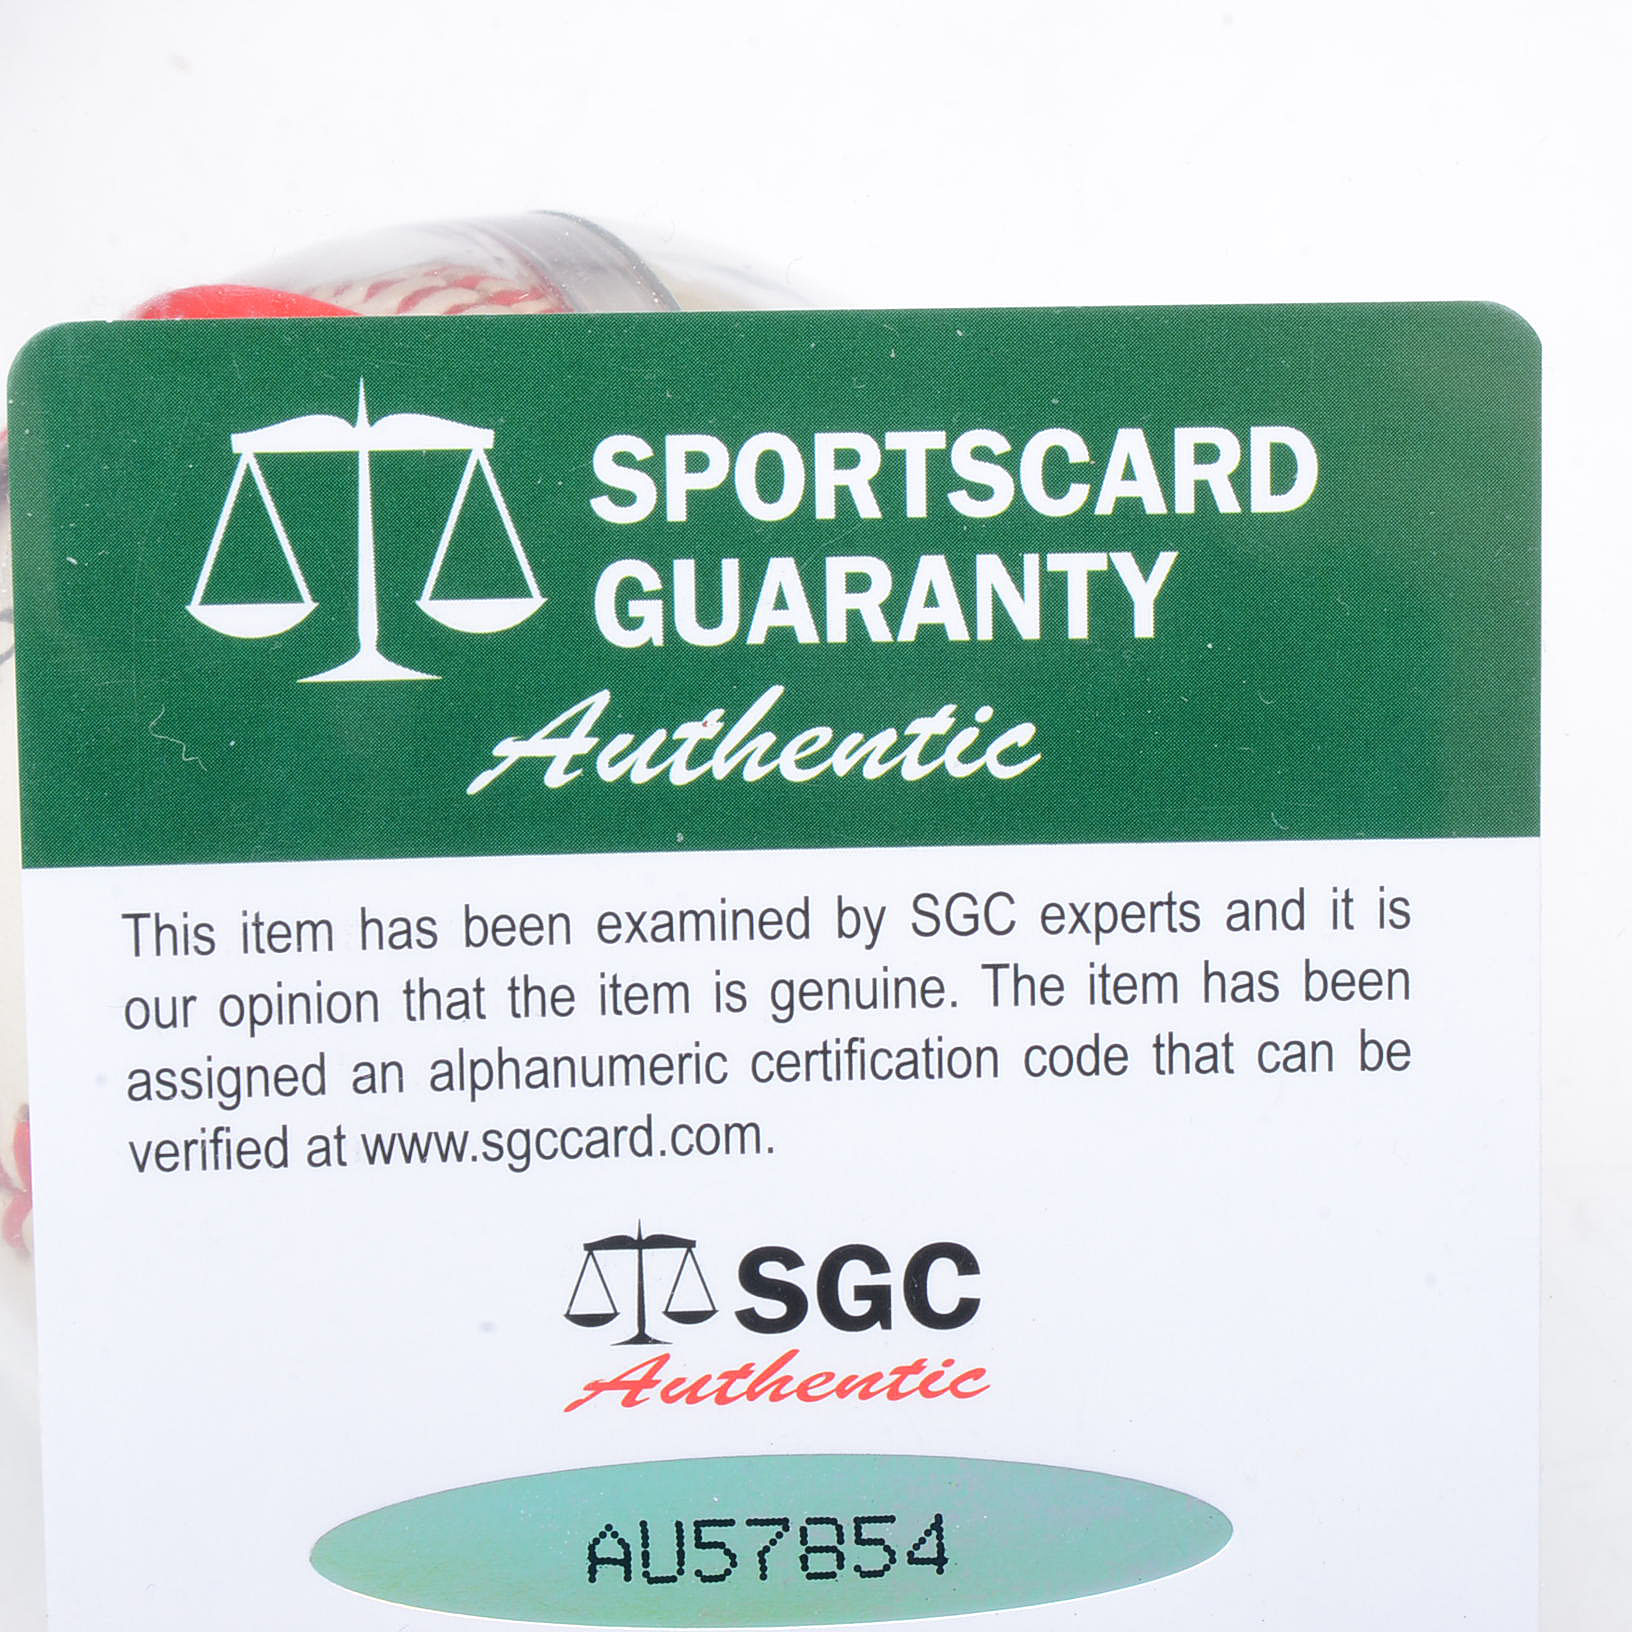 SPORTSCARD
GUARANTY
Authentic
This item has been examined by SGC experts and it is
our opinion that the item is genuine. The item has been
assigned an alphanumeric certification code that can be
verified at www.sgccard.com.
SGC
Authentic
AU57854